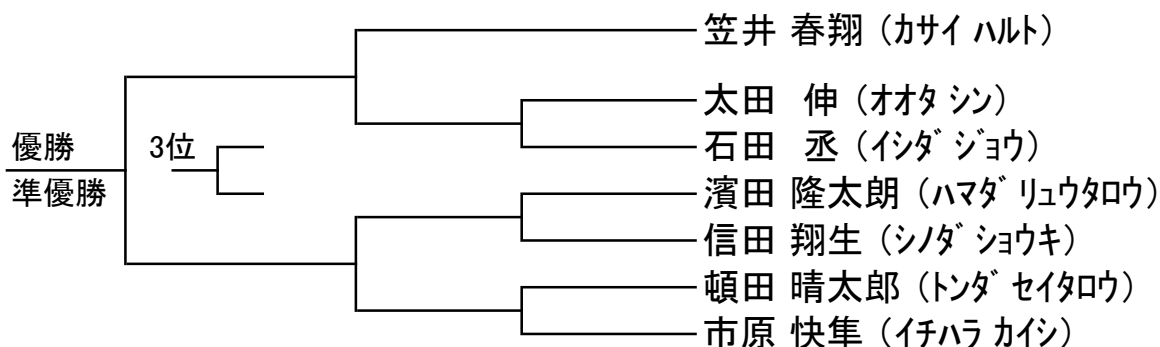 笠井 春翔（カサイ ハルト）
太田　伸（オオタ シン）
石田　丞（イシダ ジョウ）
優勝
3位
準優勝
濱田 隆太朗（ハマダ リュウタロウ）
信田 翔生（シノダ ショウキ）
頓田 晴太郎（トンダ セイタロウ）
市原 快隼（イチハラ カイシ）